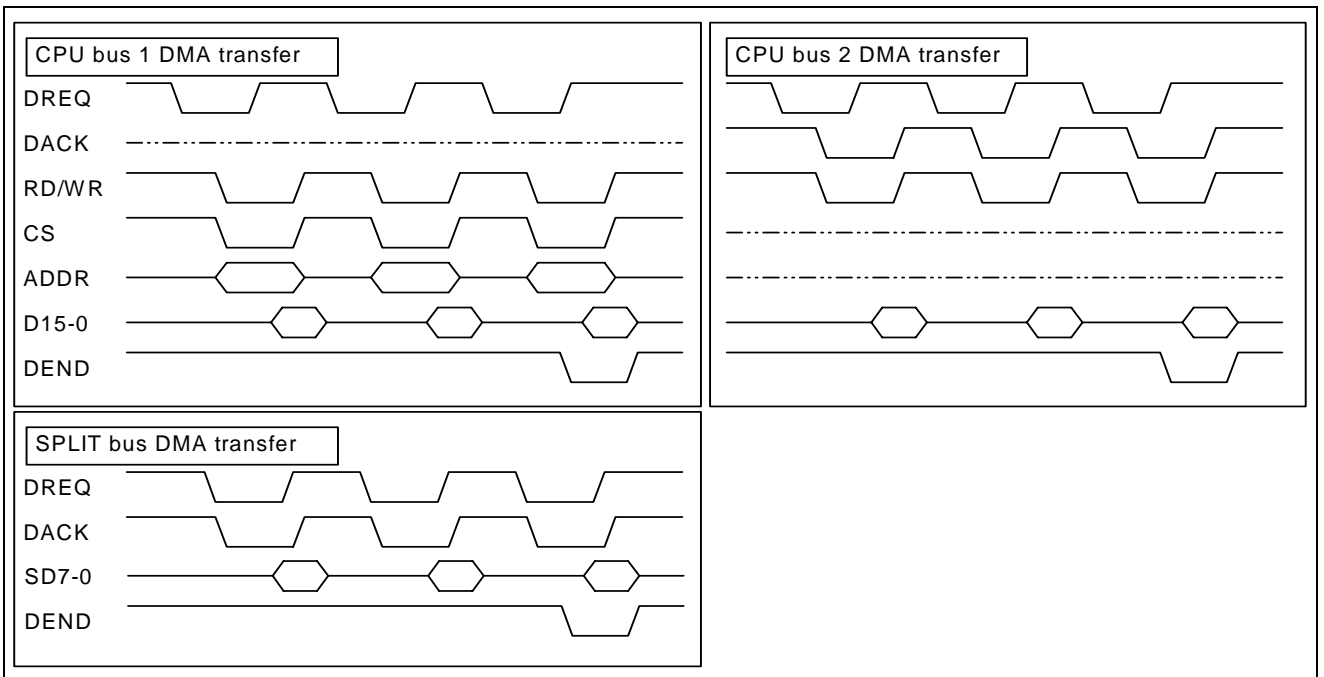 CPU bus 1 DMA transfer
DREQ
DACK
RD/WR
CS
ADDR
D15-0
DEND
CPU bus 2 DMA transfer
SPLIT bus DMA transfer
DREQ
DACK
SD7-0
DEND